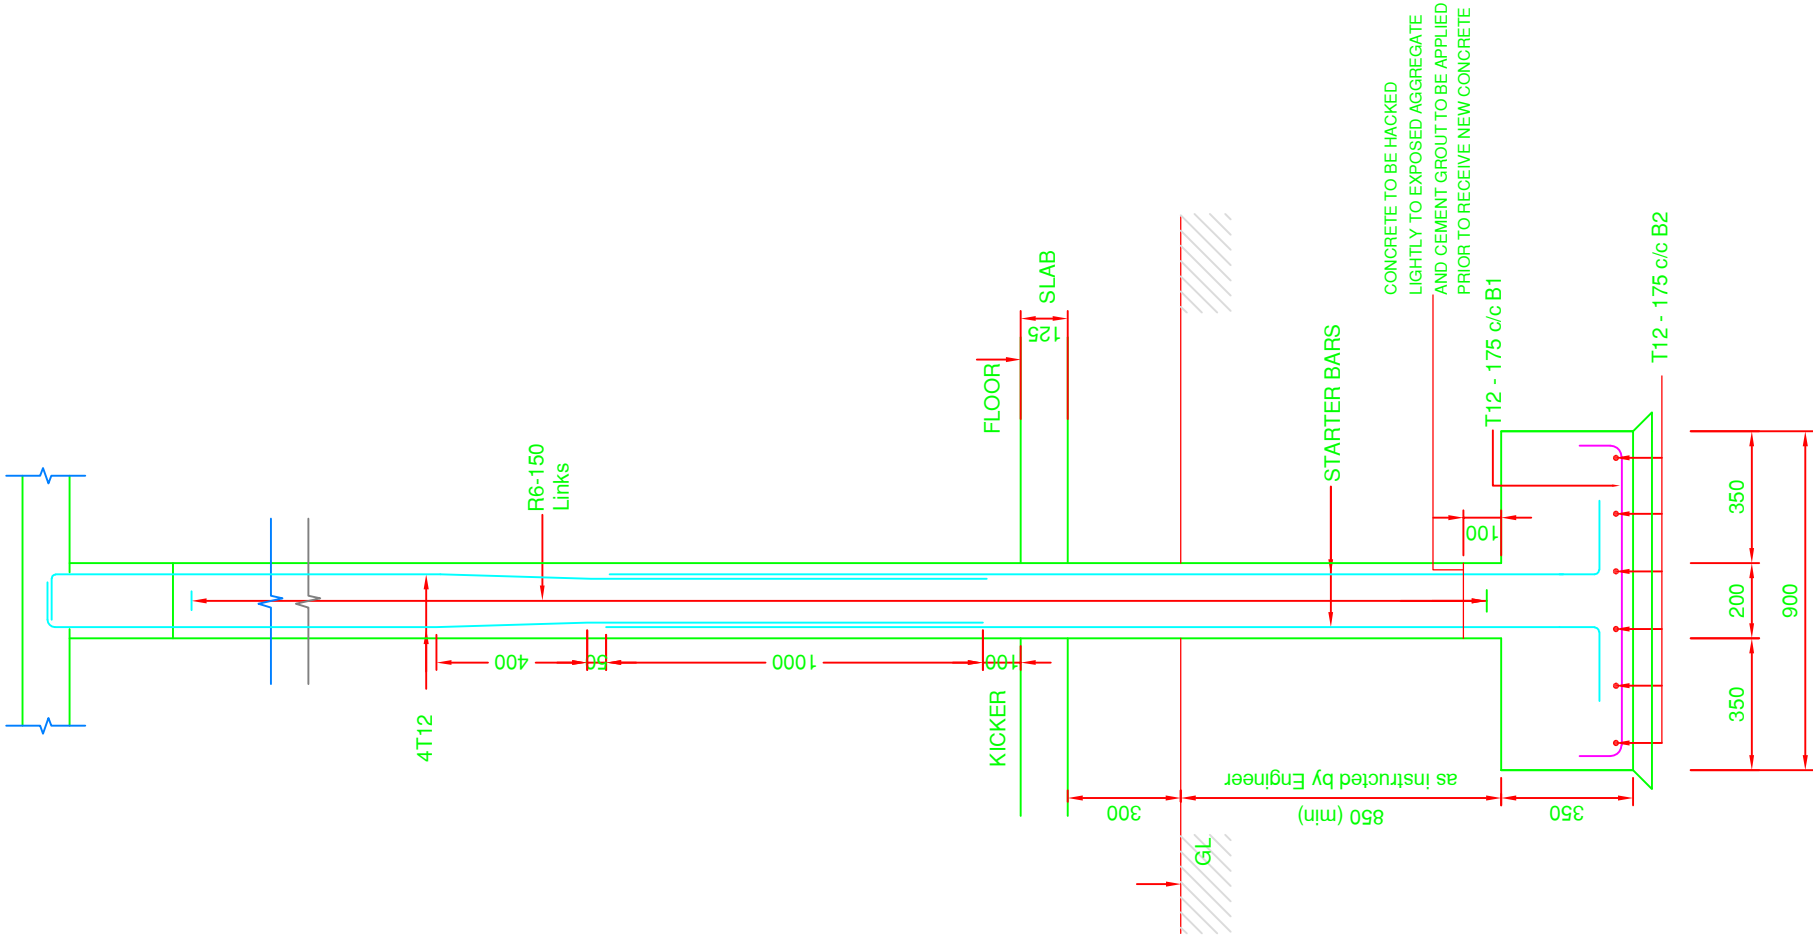 CONCRETE TO BE HACKED
LIGHTLY TO EXPOSED AGGREGATE
AND CEMENT GROUT TO BE APPLIED
PRIOR TO RECEIVE NEW CONCRETE
R6-150
Links
4T12
400
50
1000
100
KICKER
FLOOR
125
SLAB
STARTER BARS
300
GL
850 (min)
as instructed by Engineer
350
100
T12 - 175 c/c B1
T12 - 175 c/c B2
350
200
350
900